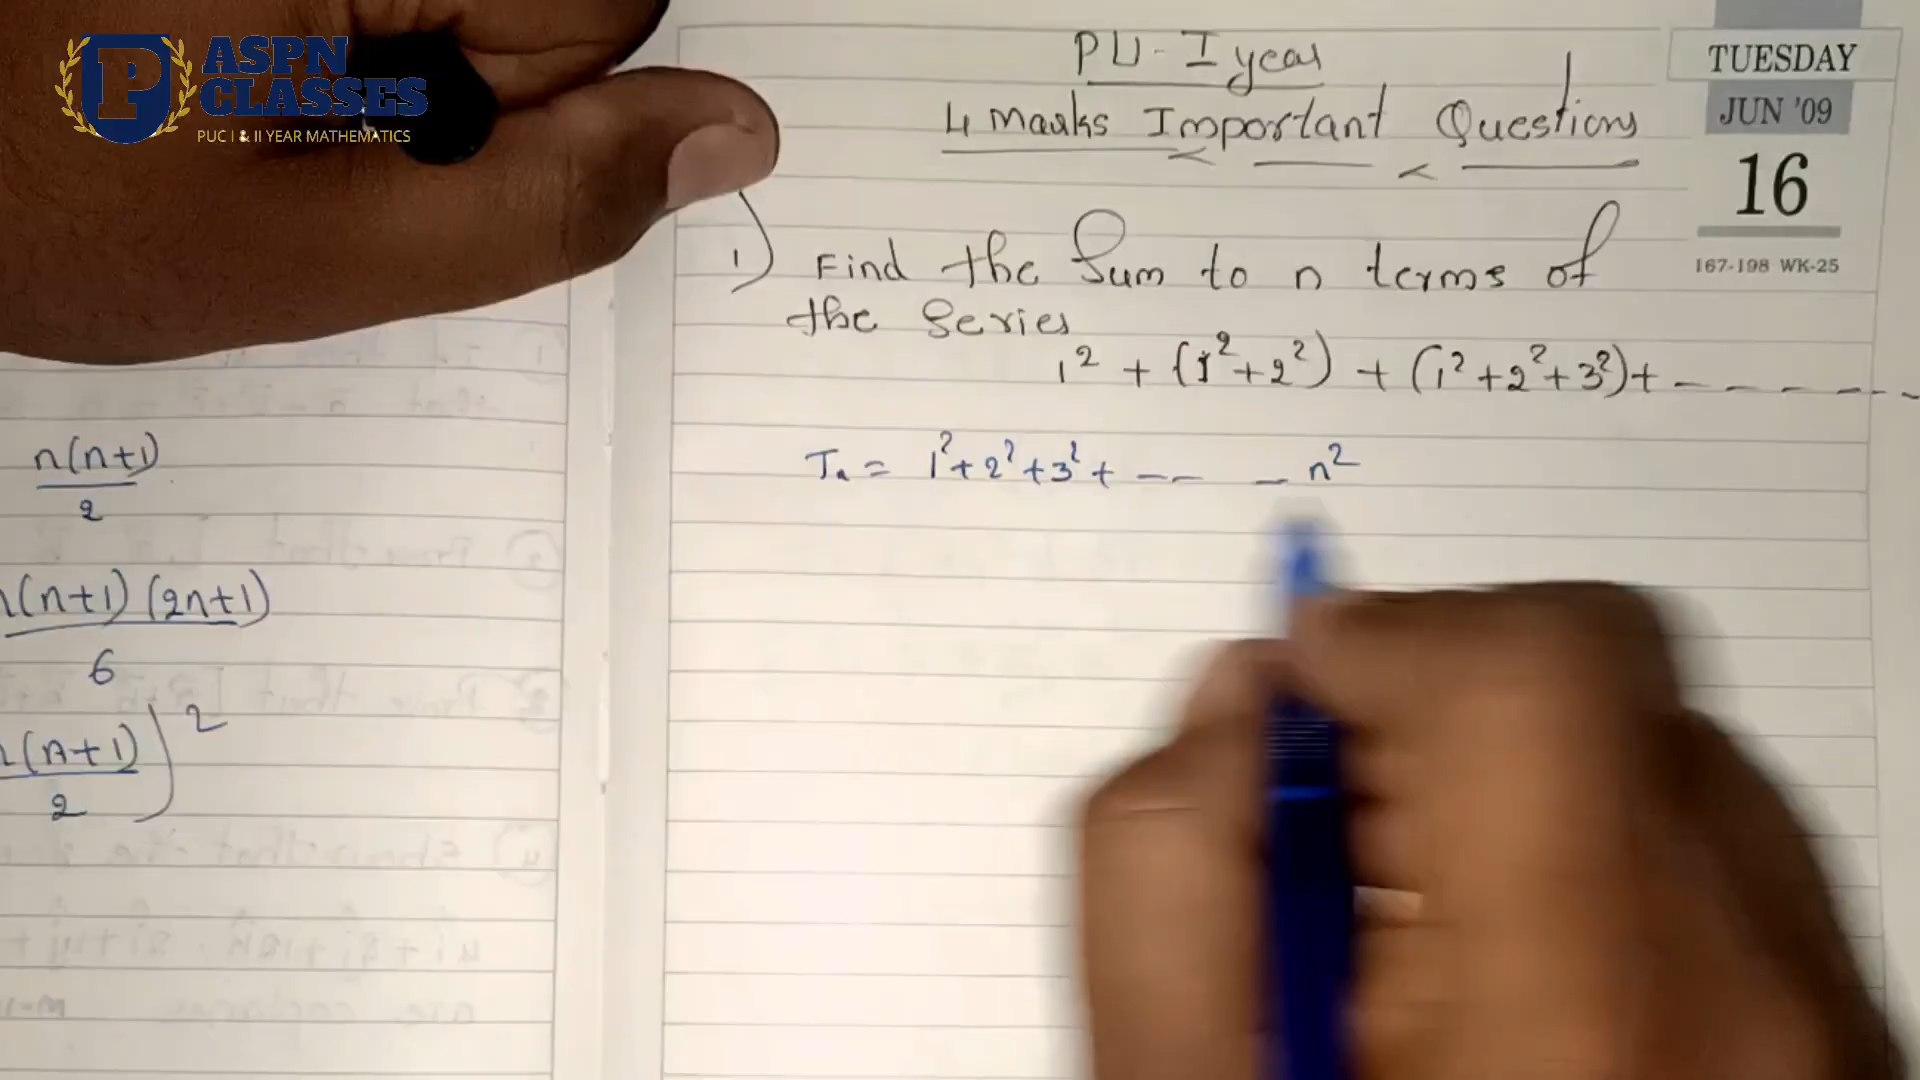 ASPN
CLASSES
PUC I & II YEAR MATHEMATICS
PU - I year
4 marks Important Questions
TUESDAY
JUN '09
16
167-198 WK-25
1) Find the Sum to n terms of
the Series
1² + (1²+2²) + (1²+2²+3²)+ - - - - - -
Tₙ = 1²+2²+3²+ - - - n²
n(n+1)
2
n(n+1) (2n+1)
6
n(n+1))²
2